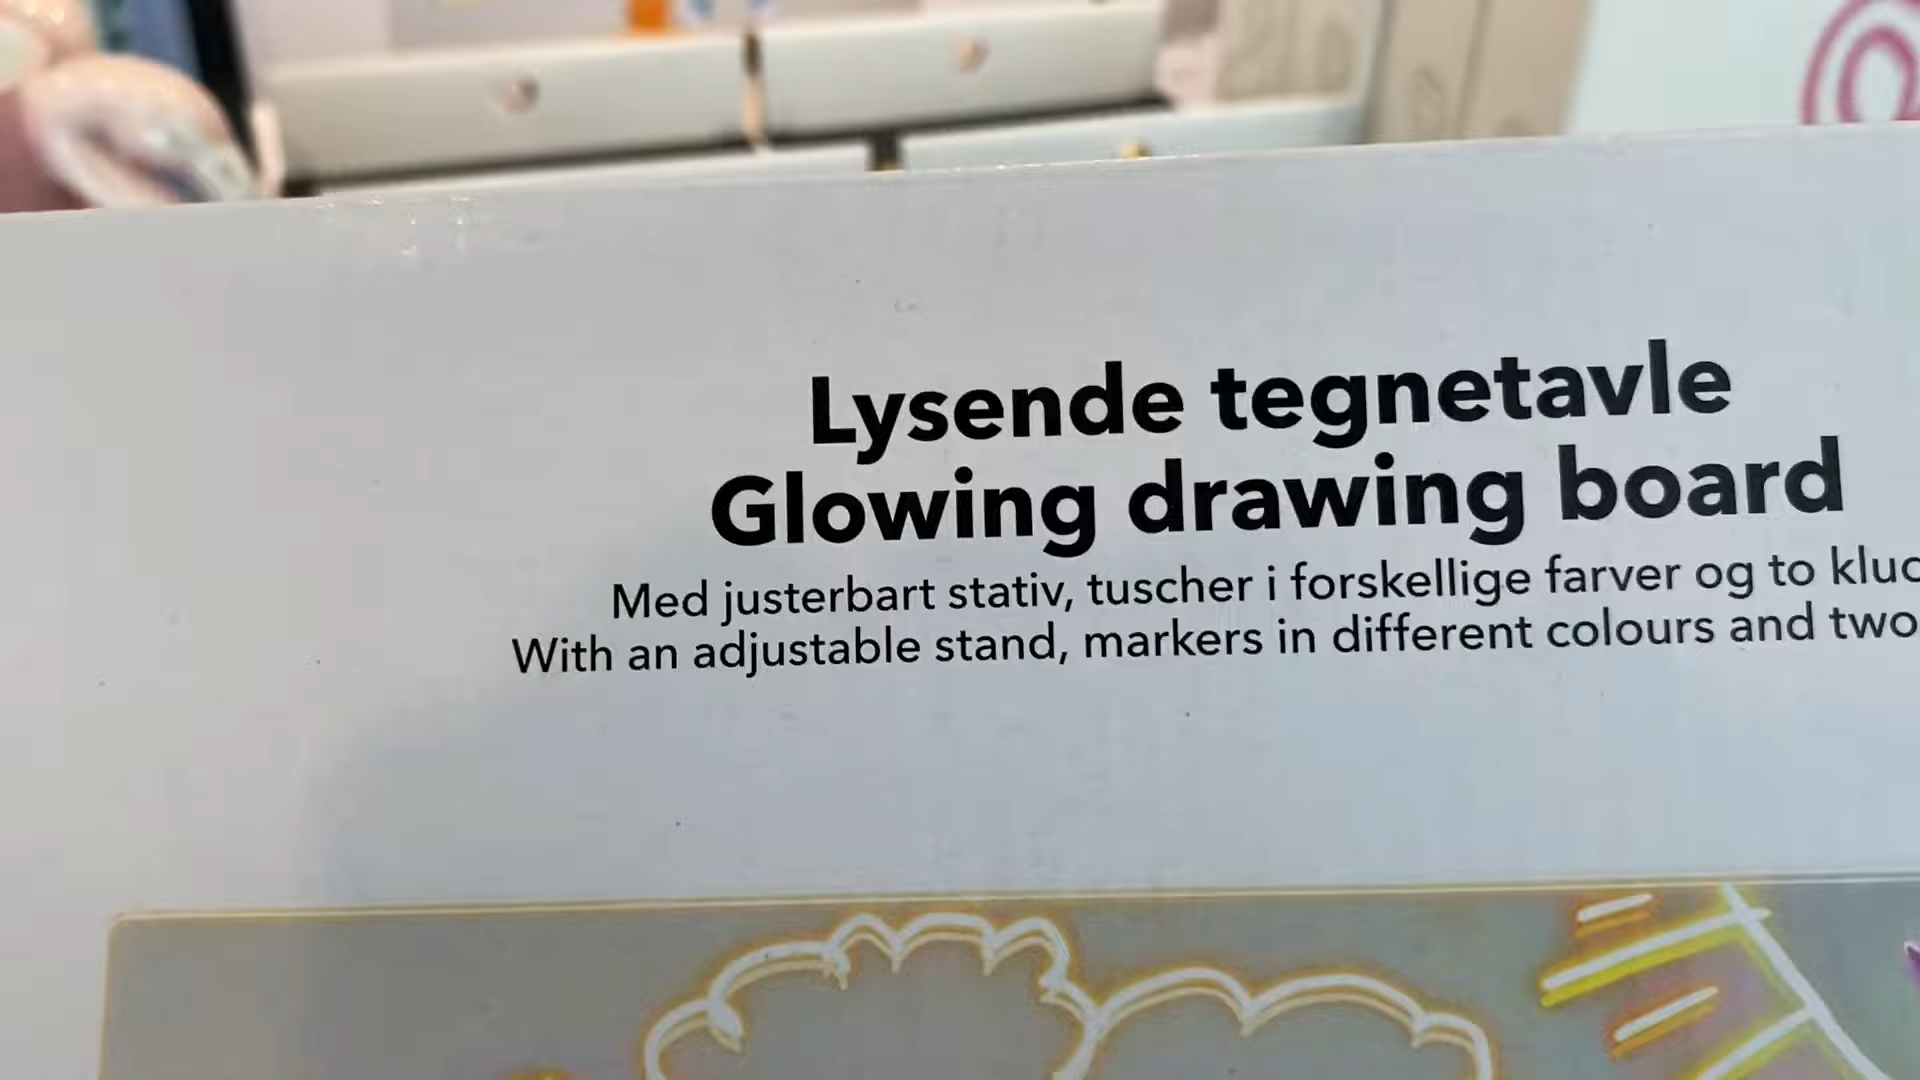 Lysende tegnetavle
Glowing drawing board
Med justerbart stativ, tuscher i forskellige farver og to
With an adjustable stand, markers in different colours and two